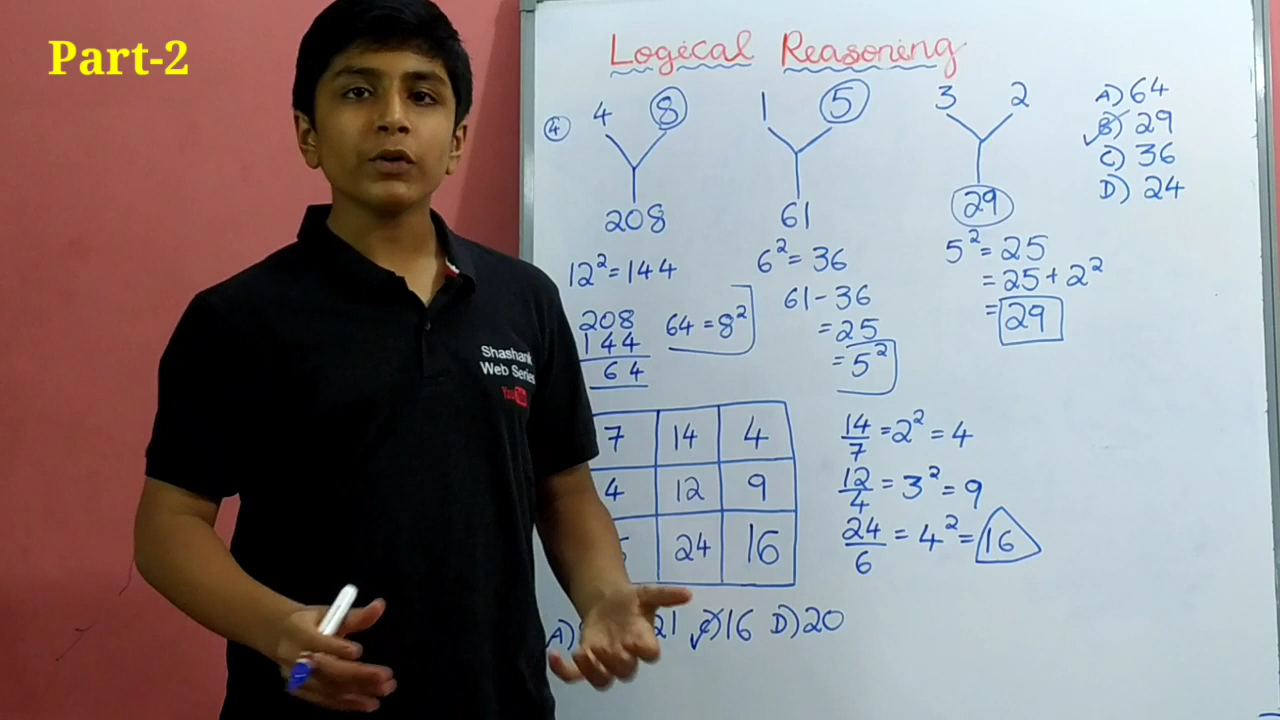 Part-2
Logical Reasoning
④ 4 8 1 5 3 2
208 61 29
A) 64
B) 29
C) 36
D) 24
12² = 144
208
144
64
64 = 8²
6² = 36
61 - 36
= 25
= 5²
5² = 25
= 25 + 2²
= 29
Shashank
Web Series
7 14 4
4 12 9
24 16
14/7 = 2² = 4
12/4 = 3² = 9
24/6 = 4² = 16
A) 21 C) 16 D) 20